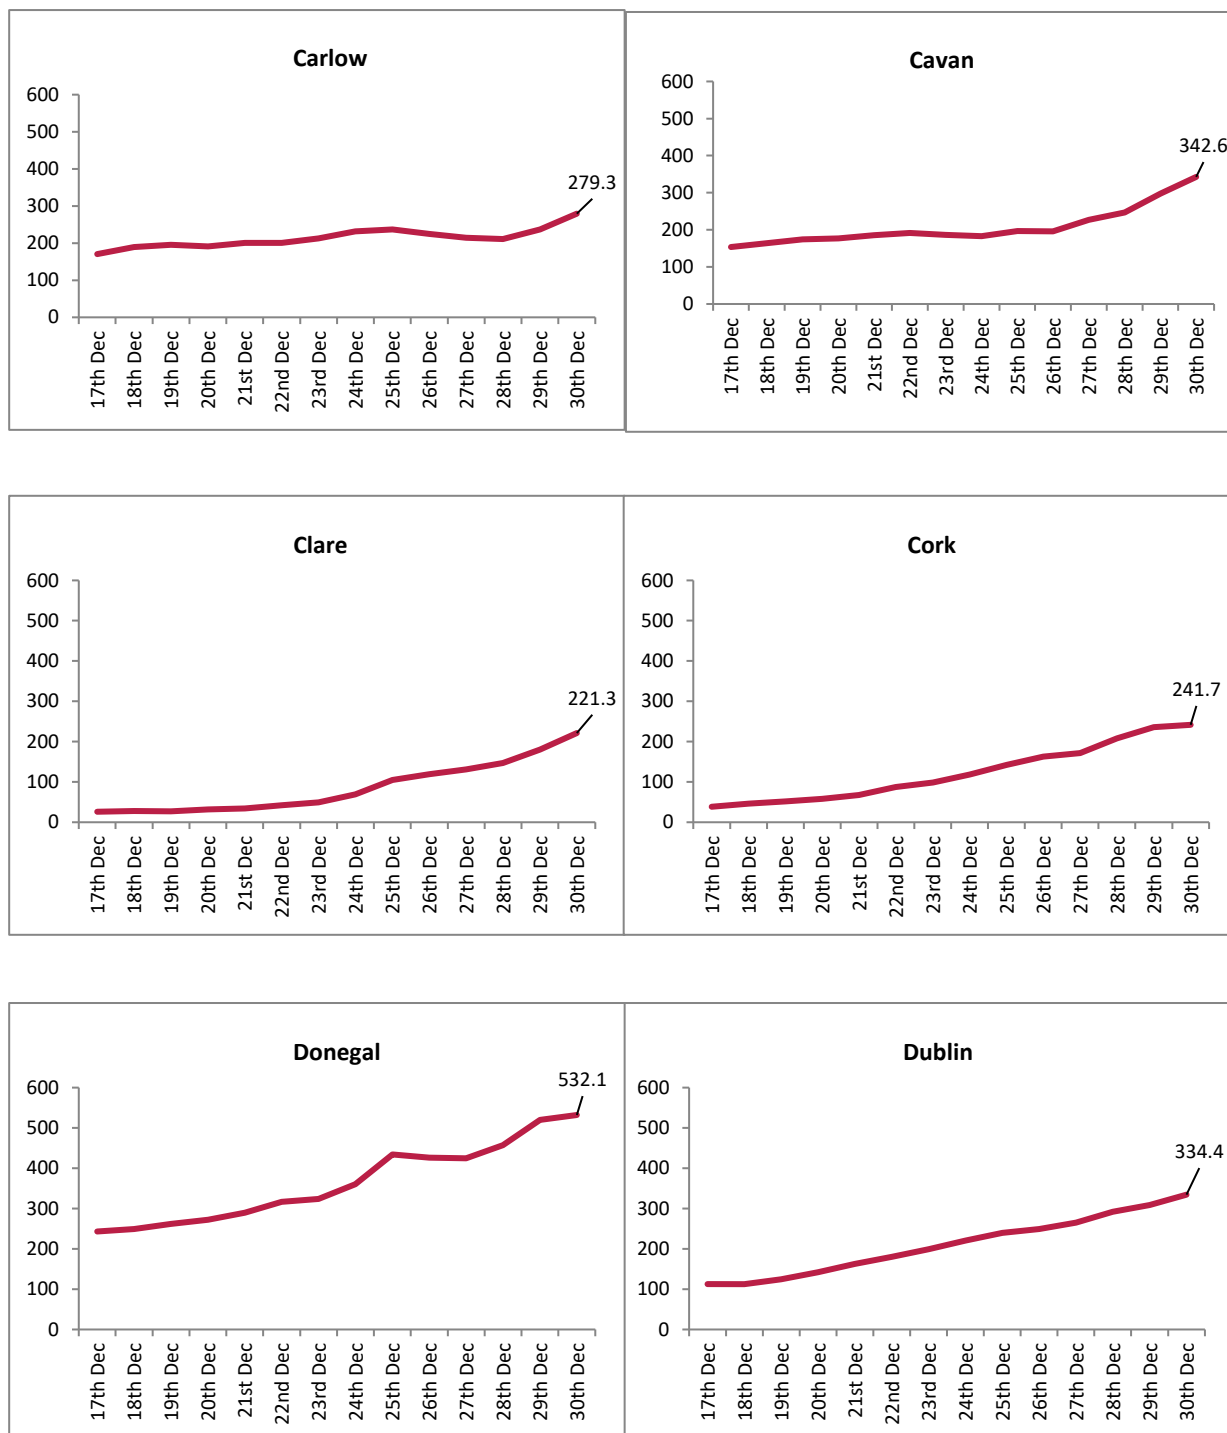 Carlow
600
500
400
300
200
100
0
279.3
17th Dec
18th Dec
19th Dec
20th Dec
21st Dec
22nd Dec
23rd Dec
24th Dec
25th Dec
26th Dec
27th Dec
28th Dec
29th Dec
30th Dec
Cavan
600
500
400
300
200
100
0
342.6
17th Dec
18th Dec
19th Dec
20th Dec
21st Dec
22nd Dec
23rd Dec
24th Dec
25th Dec
26th Dec
27th Dec
28th Dec
29th Dec
30th Dec
Clare
600
500
400
300
200
100
0
221.3
17th Dec
18th Dec
19th Dec
20th Dec
21st Dec
22nd Dec
23rd Dec
24th Dec
25th Dec
26th Dec
27th Dec
28th Dec
29th Dec
30th Dec
Cork
600
500
400
300
200
100
0
241.7
17th Dec
18th Dec
19th Dec
20th Dec
21st Dec
22nd Dec
23rd Dec
24th Dec
25th Dec
26th Dec
27th Dec
28th Dec
29th Dec
30th Dec
Donegal
600
500
400
300
200
100
0
532.1
17th Dec
18th Dec
19th Dec
20th Dec
21st Dec
22nd Dec
23rd Dec
24th Dec
25th Dec
26th Dec
27th Dec
28th Dec
29th Dec
30th Dec
Dublin
600
500
400
300
200
100
0
334.4
17th Dec
18th Dec
19th Dec
20th Dec
21st Dec
22nd Dec
23rd Dec
24th Dec
25th Dec
26th Dec
27th Dec
28th Dec
29th Dec
30th Dec